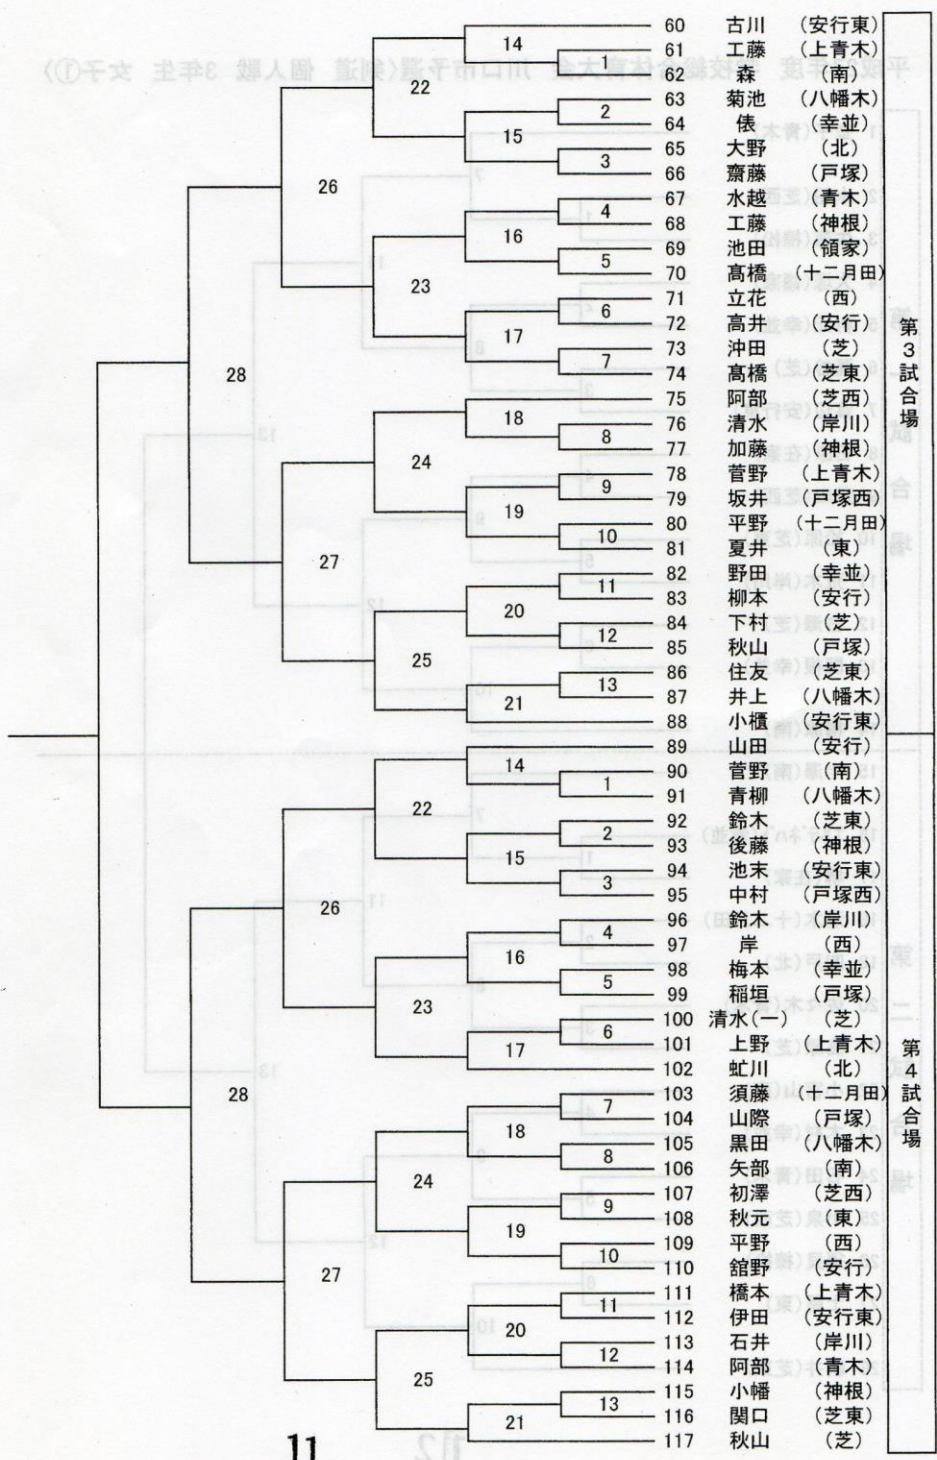 60 古川 (安行東)
61 工藤 (上青木)
62 森 (南)
63 菊池 (八幡木)
64 俵 (幸並)
65 大野 (北)
66 齋藤 (戸塚)
67 水越 (青木)
68 工藤 (神根)
69 池田 (領家)
70 髙橋 (十二月田)
71 立花 (西)
72 高井 (安行)
73 沖田 (芝)
74 髙橋 (芝東)
75 阿部 (芝西)
76 清水 (岸川)
77 加藤 (神根)
78 菅野 (上青木)
79 坂井 (戸塚西)
80 平野 (十二月田)
81 夏井 (東)
82 野田 (幸並)
83 柳本 (安行)
84 下村 (芝)
85 秋山 (戸塚)
86 住友 (芝東)
87 井上 (八幡木)
88 小櫃 (安行東)
第3試合場
14
1
22
15
2
3
26
16
4
5
23
17
6
7
28
18
8
24
19
9
10
27
20
11
12
25
21
13
89 山田 (安行)
90 菅野 (南)
91 青柳 (八幡木)
92 鈴木 (芝東)
93 後藤 (神根)
94 池末 (安行東)
95 中村 (戸塚西)
96 鈴木 (岸川)
97 岸 (西)
98 梅本 (幸並)
99 稲垣 (戸塚)
100 清水(一) (芝)
101 上野 (上青木)
102 虻川 (北)
103 須藤 (十二月田)
104 山際 (戸塚)
105 黒田 (八幡木)
106 矢部 (南)
107 初澤 (芝西)
108 秋元 (東)
109 平野 (西)
110 舘野 (安行)
111 橋本 (上青木)
112 伊田 (安行東)
113 石井 (岸川)
114 阿部 (青木)
115 小幡 (神根)
116 関口 (芝東)
117 秋山 (芝)
第4試合場
14
1
22
15
2
3
26
16
4
5
23
17
6
28
18
7
8
24
19
9
10
27
20
11
12
25
21
13
11